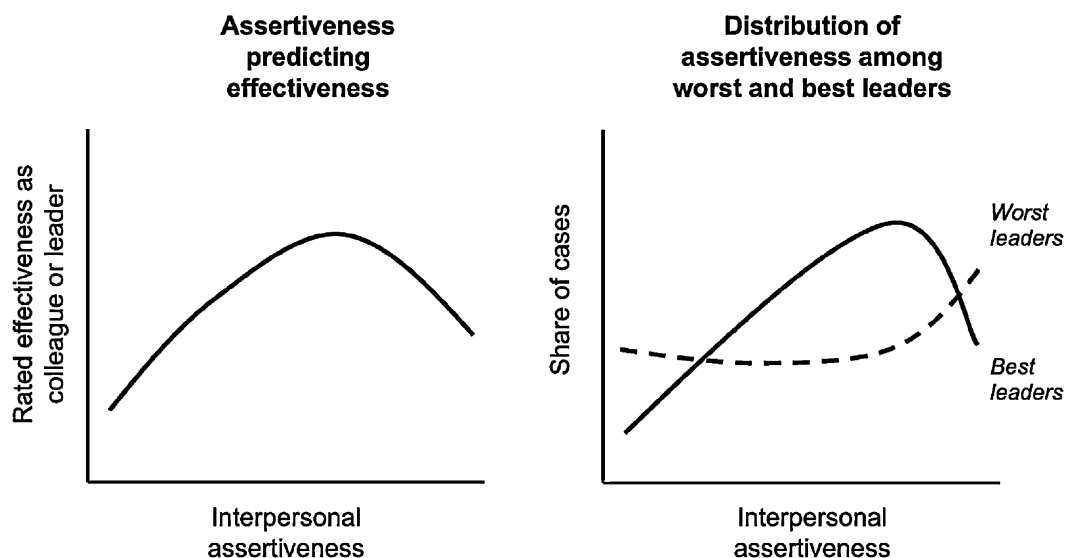 Assertiveness
predicting
effectiveness
Rated effectiveness as
colleague or leader
Interpersonal
assertiveness
Distribution of
assertiveness among
worst and best leaders
Share of cases
Worst
leaders
Best
leaders
Interpersonal
assertiveness